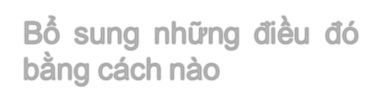 Bổ sung những điều đó
bằng cách nào